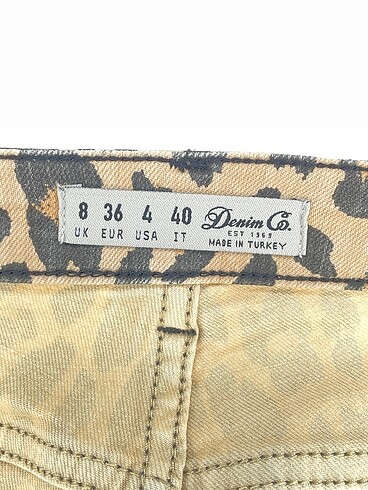 8 36 4 40 Denim Co.
EST 1969
UK EUR USA IT MADE IN TURKEY